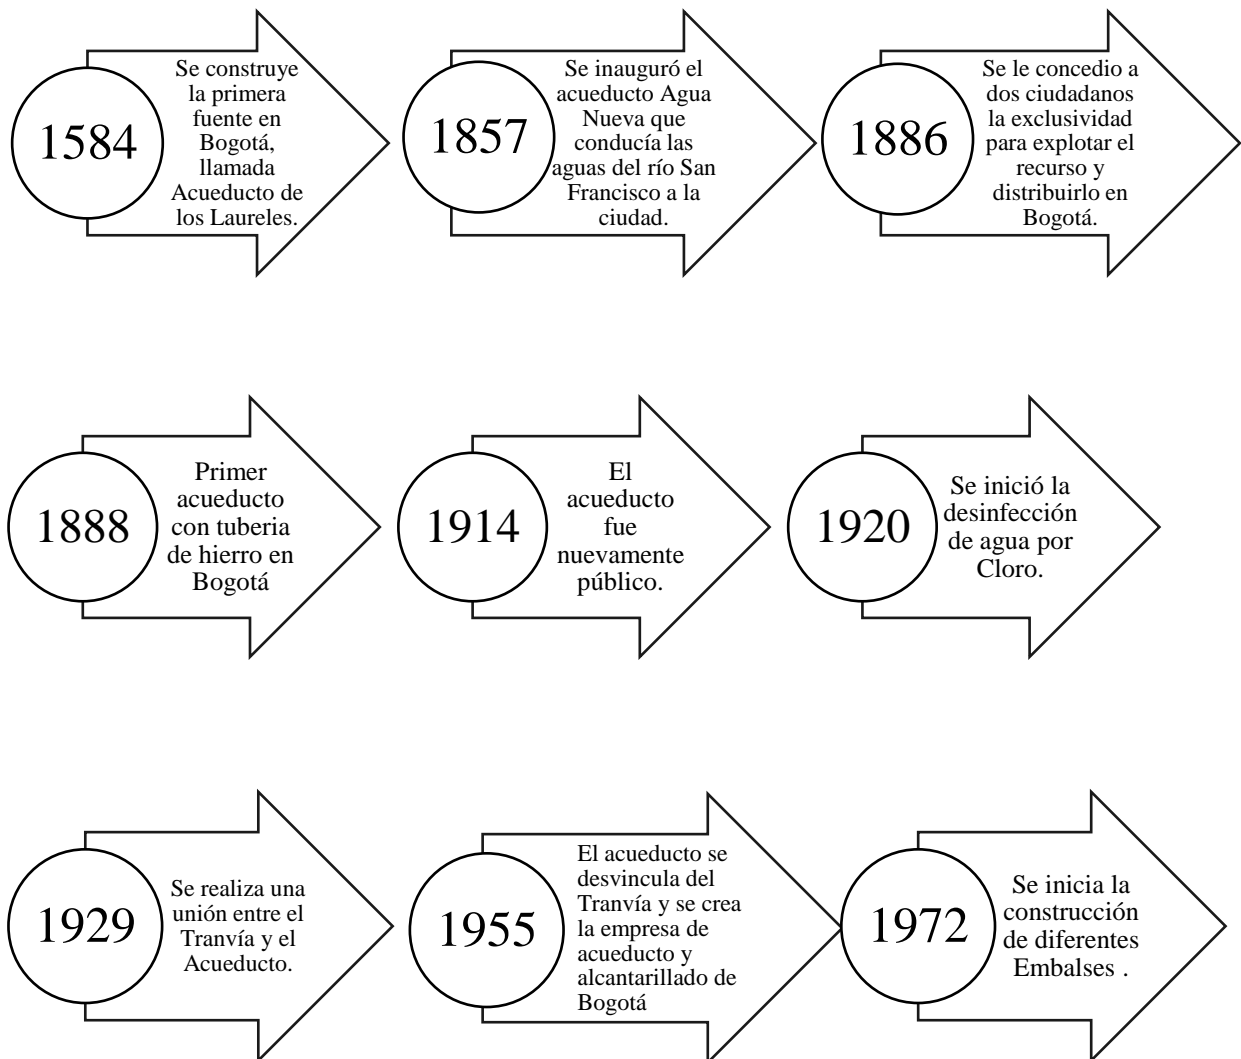 1584
Se construye
la primera
fuente en
Bogotá,
llamada
Acueducto de
los Laureles.
1857
Se inauguró el
acueducto Agua
Nueva que
conducía las
aguas del río San
Francisco a la
ciudad.
1886
Se le concedio a
dos ciudadanos
la exclusividad
para explotar el
recurso y
distribuirlo en
Bogotá.
1888
Primer
acueducto
con tuberia
de hierro en
Bogotá
1914
El
acueducto
fue
nuevamente
público.
1920
Se inició la
desinfección
de agua por
Cloro.
1929
Se realiza una
unión entre el
Tranvía y el
Acueducto.
1955
El acueducto se
desvincula del
Tranvía y se crea
la empresa de
acueducto y
alcantarillado de
Bogotá
1972
Se inicia la
construcción
de diferentes
Embalses .